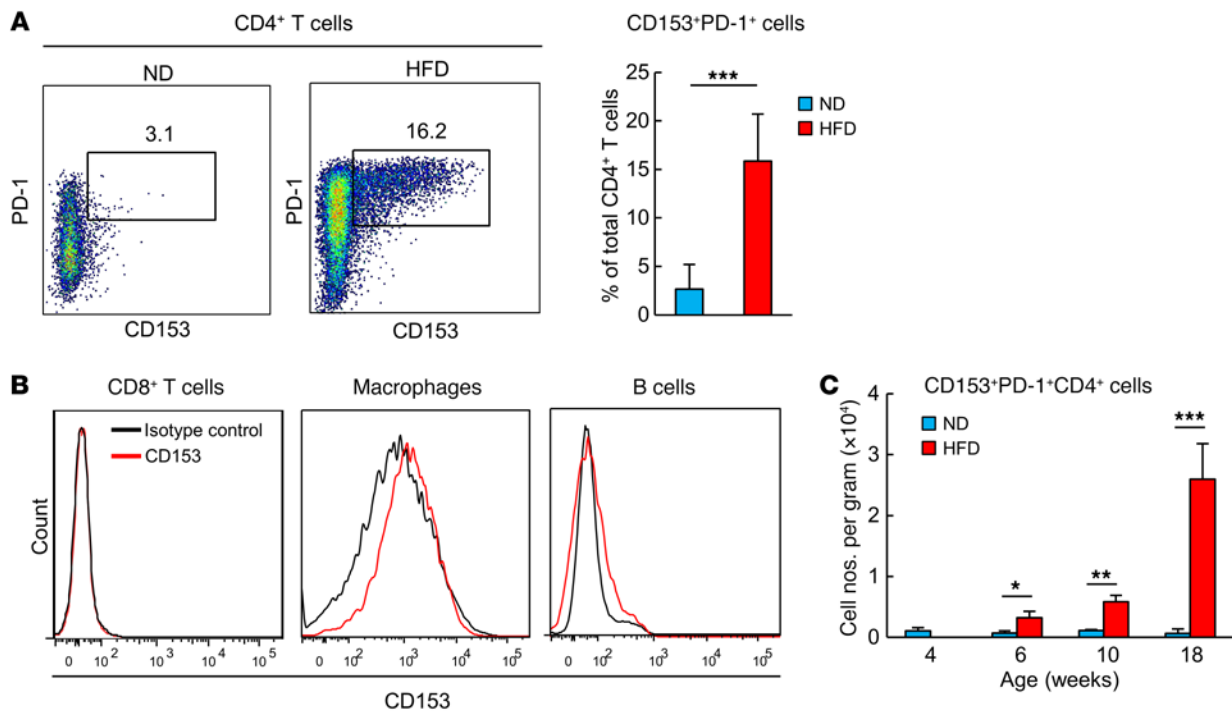 A
CD4⁺ T cells
ND
HFD
3.1
16.2
PD-1
PD-1
CD153
CD153
CD153⁺PD-1⁺ cells
% of total CD4⁺ T cells
25
20
15
10
5
0
***
ND
HFD
B
CD8⁺ T cells
Macrophages
B cells
Isotype control
CD153
Count
0 10² 10³ 10⁴ 10⁵
0 10² 10³ 10⁴ 10⁵
0 10² 10³ 10⁴ 10⁵
CD153
C
CD153⁺PD-1⁺CD4⁺ cells
ND
HFD
Cell nos. per gram (×10⁴)
4
3
2
1
0
*
**
***
4 6 10 18
Age (weeks)